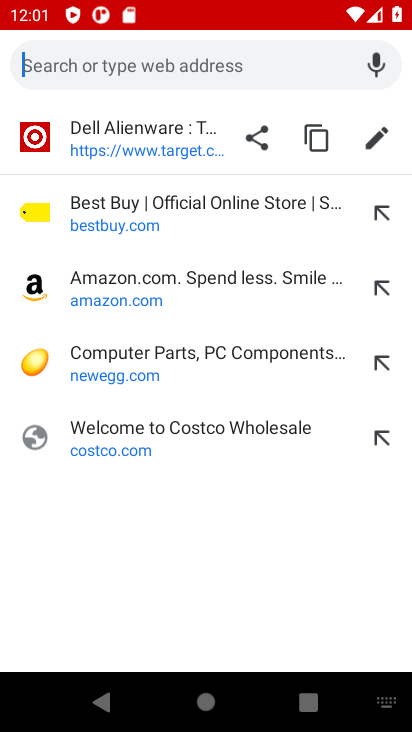 12:01
Search or type web address
Dell Alienware : T...
https://www.target.c...
Best Buy | Official Online Store | S...
bestbuy.com
Amazon.com. Spend less. Smile ...
amazon.com
Computer Parts, PC Components...
newegg.com
Welcome to Costco Wholesale
costco.com